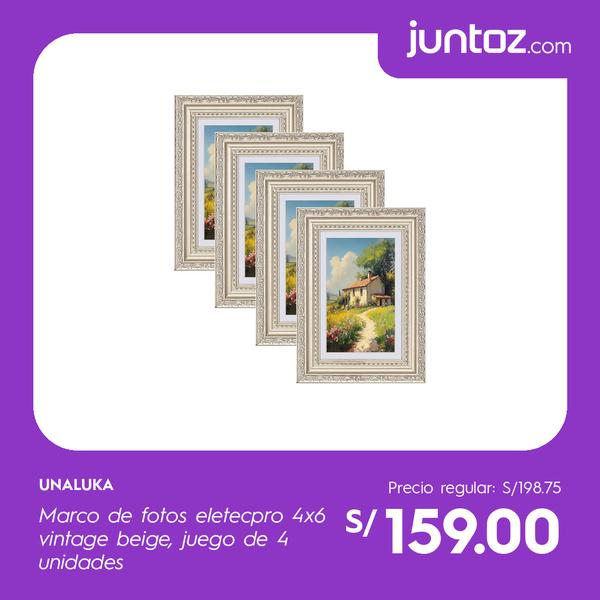 juntoz.com
UNALUKA
Marco de fotos eletecpro 4x6
vintage beige, juego de 4
unidades
Precio regular: S/198.75
S/159.00